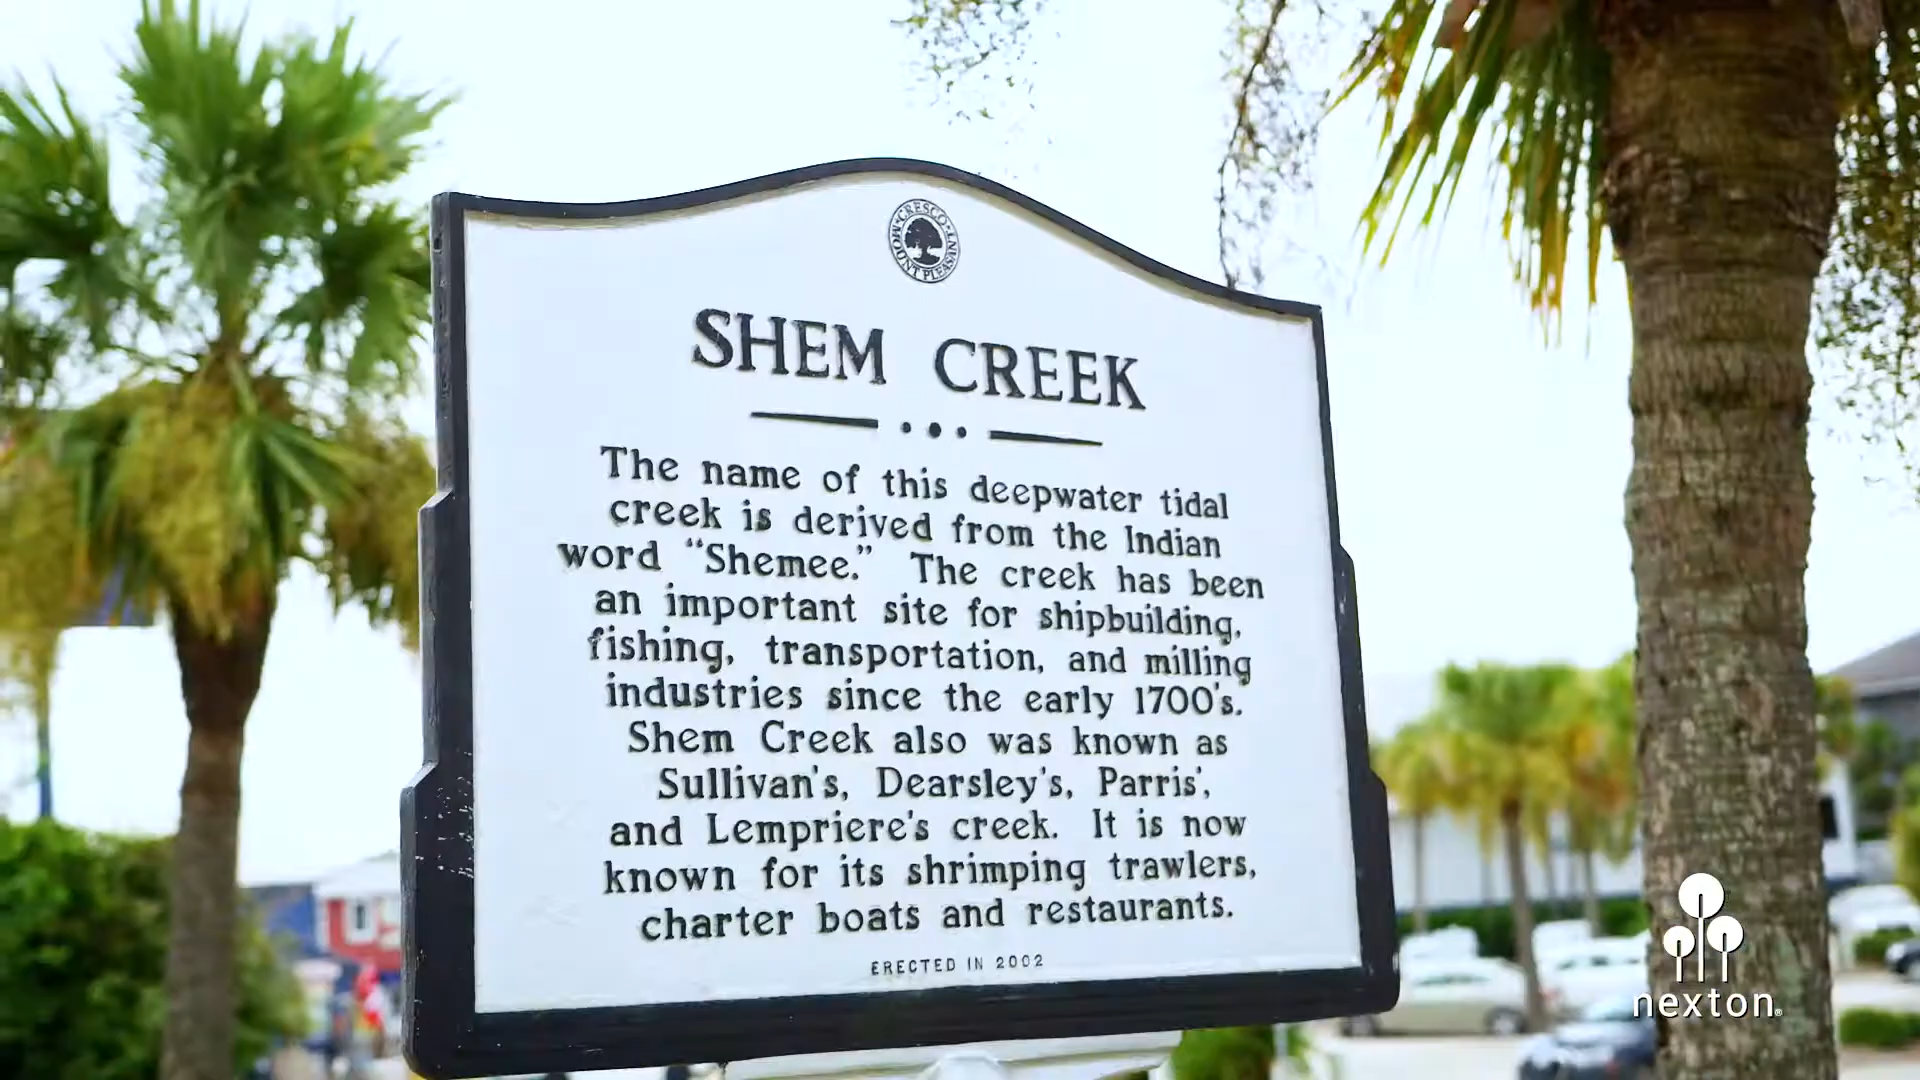 CRESCO
MOUNT PLEASANT
SHEM CREEK
The name of this deepwater tidal
creek is derived from the Indian
word “Shemee.” The creek has been
an important site for shipbuilding,
fishing, transportation, and milling
industries since the early 1700's.
Shem Creek also was known as
Sullivan's, Dearsley's, Parris',
and Lempriere's creek. It is now
known for its shrimping trawlers,
charter boats and restaurants.
ERECTED IN 2002
nexton®